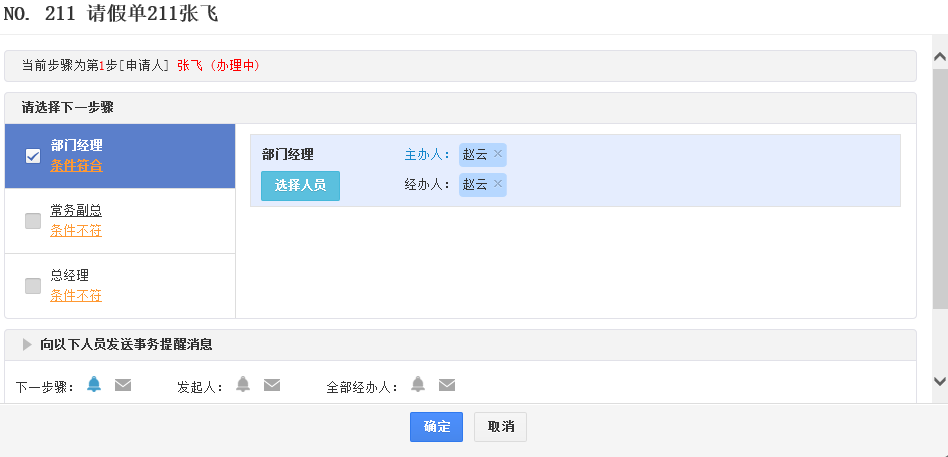 NO. 211 请假单211张飞
当前步骤为第1步[申请人] 张飞 (办理中)
请选择下一步骤
部门经理
条件符合
常务副总
条件不符
总经理
条件不符
部门经理 主办人: 赵云 ×
选择人员 经办人: 赵云 ×
向以下人员发送事务提醒消息
下一步骤: 发起人: 全部经办人:
确定 取消